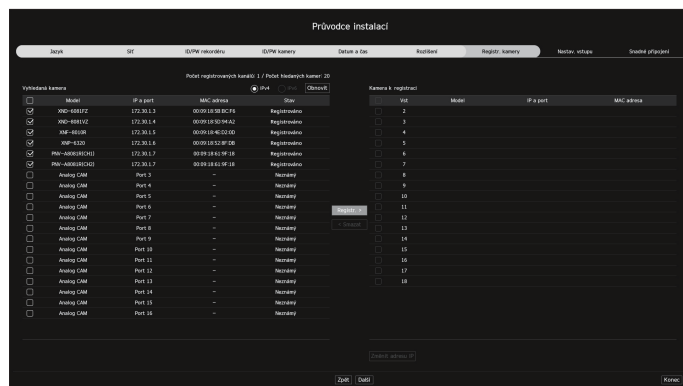 Průvodce instalací
Jazyk Síť ID/PW rekordéru ID/PW kamery Datum a čas Rozlišení Registr. kamery Nastav. vstupu Snadné připojení
Počet registrovaných kanálů: 1 / Počet hledaných kamer: 20
Vyhledaná kamera IPv4 IPv6 Obnovit Kamera k registraci
Model IP a port MAC adresa Stav Vst Model IP a port MAC adresa
XND-6081FZ 172.30.1.3 00:09:18:5B:BC:F6 Registrováno 2
XND-8081VZ 172.30.1.4 00:09:18:5D:94:A2 Registrováno 3
XNF-8010R 172.30.1.5 00:09:18:4E:D2:0D Registrováno 4
XNP-6320 172.30.1.6 00:09:18:52:8F:DB Registrováno 5
PNV-A8081R(CH1) 172.30.1.7 00:09:18:61:9F:18 Registrováno 6
PNV-A8081R(CH2) 172.30.1.7 00:09:18:61:9F:18 Registrováno 7
Analog CAM Port 3 – Neznámý 8
Analog CAM Port 4 – Neznámý 9
Analog CAM Port 5 – Neznámý 10
Analog CAM Port 6 – Neznámý 11
Registr. >
Analog CAM Port 7 – Neznámý 12
Analog CAM Port 8 – Neznámý 13
< Smazat
Analog CAM Port 9 – Neznámý 14
Analog CAM Port 10 – Neznámý 15
Analog CAM Port 11 – Neznámý 16
Analog CAM Port 12 – Neznámý 17
Analog CAM Port 13 – Neznámý 18
Analog CAM Port 14 – Neznámý
Analog CAM Port 15 – Neznámý
Analog CAM Port 16 – Neznámý
Změnit adresu. IP
Zpět Další Konec